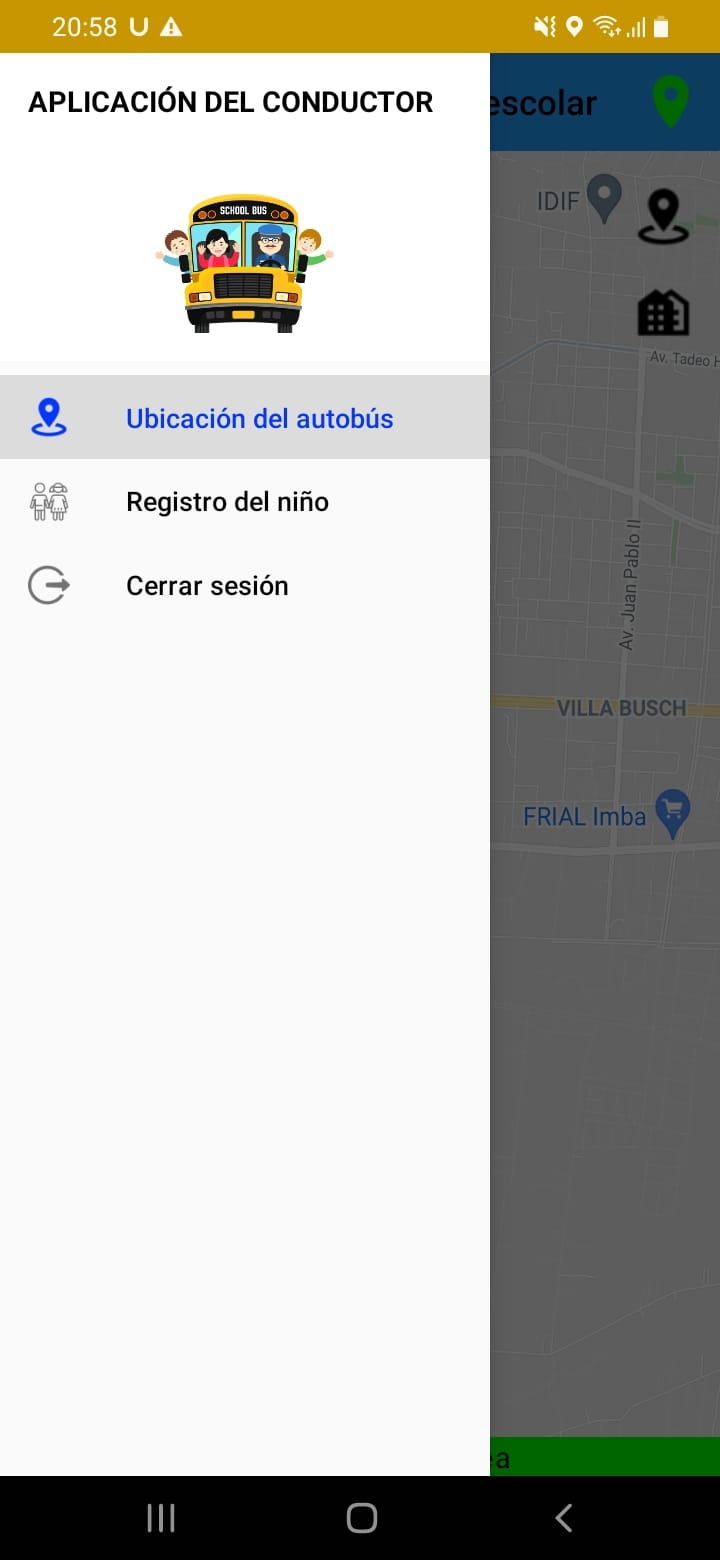 20:58
APLICACIÓN DEL CONDUCTOR
escolar
SCHOOL BUS
IDIF
Av. Tadeo H
Ubicación del autobús
Registro del niño
Cerrar sesión
Av. Juan Pablo II
VILLA BUSCH
FRIAL Imba
a